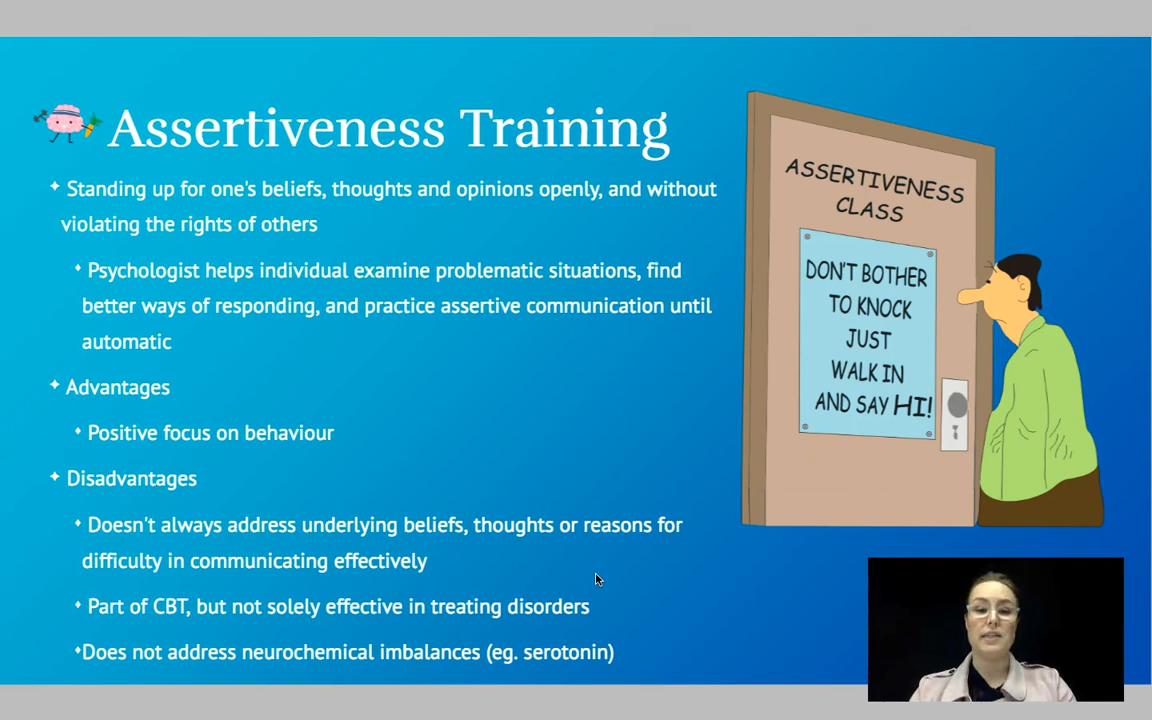 Assertiveness Training
Standing up for one's beliefs, thoughts and opinions openly, and without
violating the rights of others
Psychologist helps individual examine problematic situations, find
better ways of responding, and practice assertive communication until
automatic
Advantages
Positive focus on behaviour
Disadvantages
Doesn't always address underlying beliefs, thoughts or reasons for
difficulty in communicating effectively
Part of CBT, but not solely effective in treating disorders
Does not address neurochemical imbalances (eg. serotonin)
ASSERTIVENESS
CLASS
DON'T BOTHER
TO KNOCK
JUST
WALK IN
AND SAY HI!